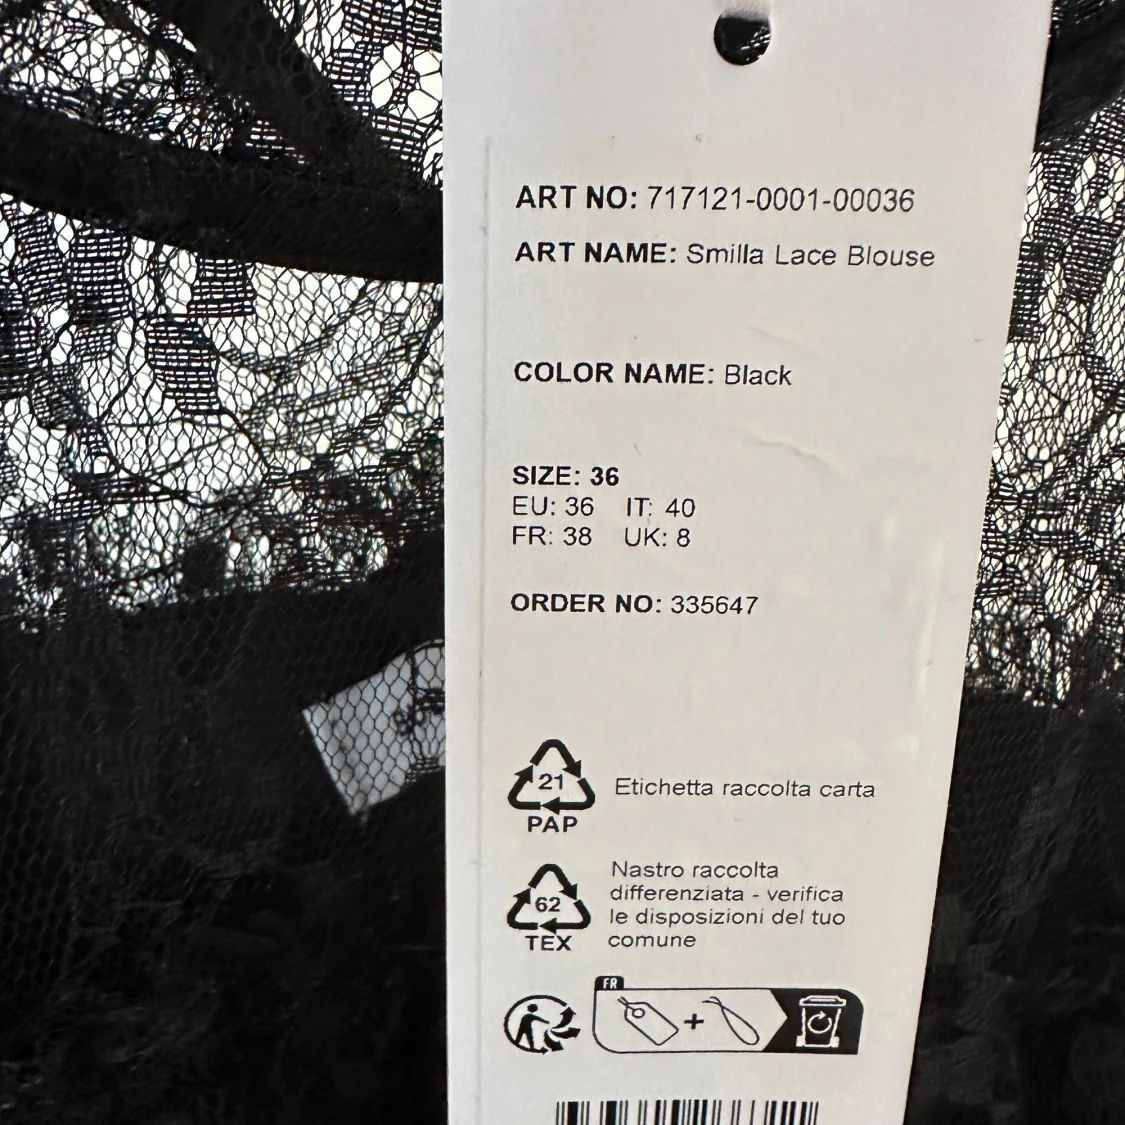 ART NO: 717121-0001-00036
ART NAME: Smilla Lace Blouse
COLOR NAME: Black
SIZE: 36
EU: 36 IT: 40
FR: 38 UK: 8
ORDER NO: 335647
21
PAP
Etichetta raccolta carta
62
TEX
Nastro raccolta
differenziata - verifica
le disposizioni del tuo
comune
FR
+